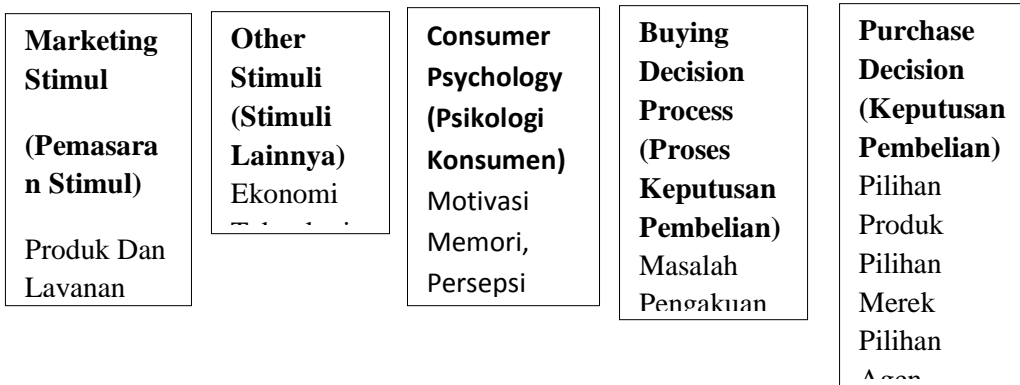 Marketing
Stimul
(Pemasara
n Stimul)
Produk Dan
Layanan
Other
Stimuli
(Stimuli
Lainnya)
Ekonomi
Consumer
Psychology
(Psikologi
Konsumen)
Motivasi
Memori,
Persepsi
Buying
Decision
Process
(Proses
Keputusan
Pembelian)
Masalah
Pengakuan
Purchase
Decision
(Keputusan
Pembelian)
Pilihan
Produk
Pilihan
Merek
Pilihan